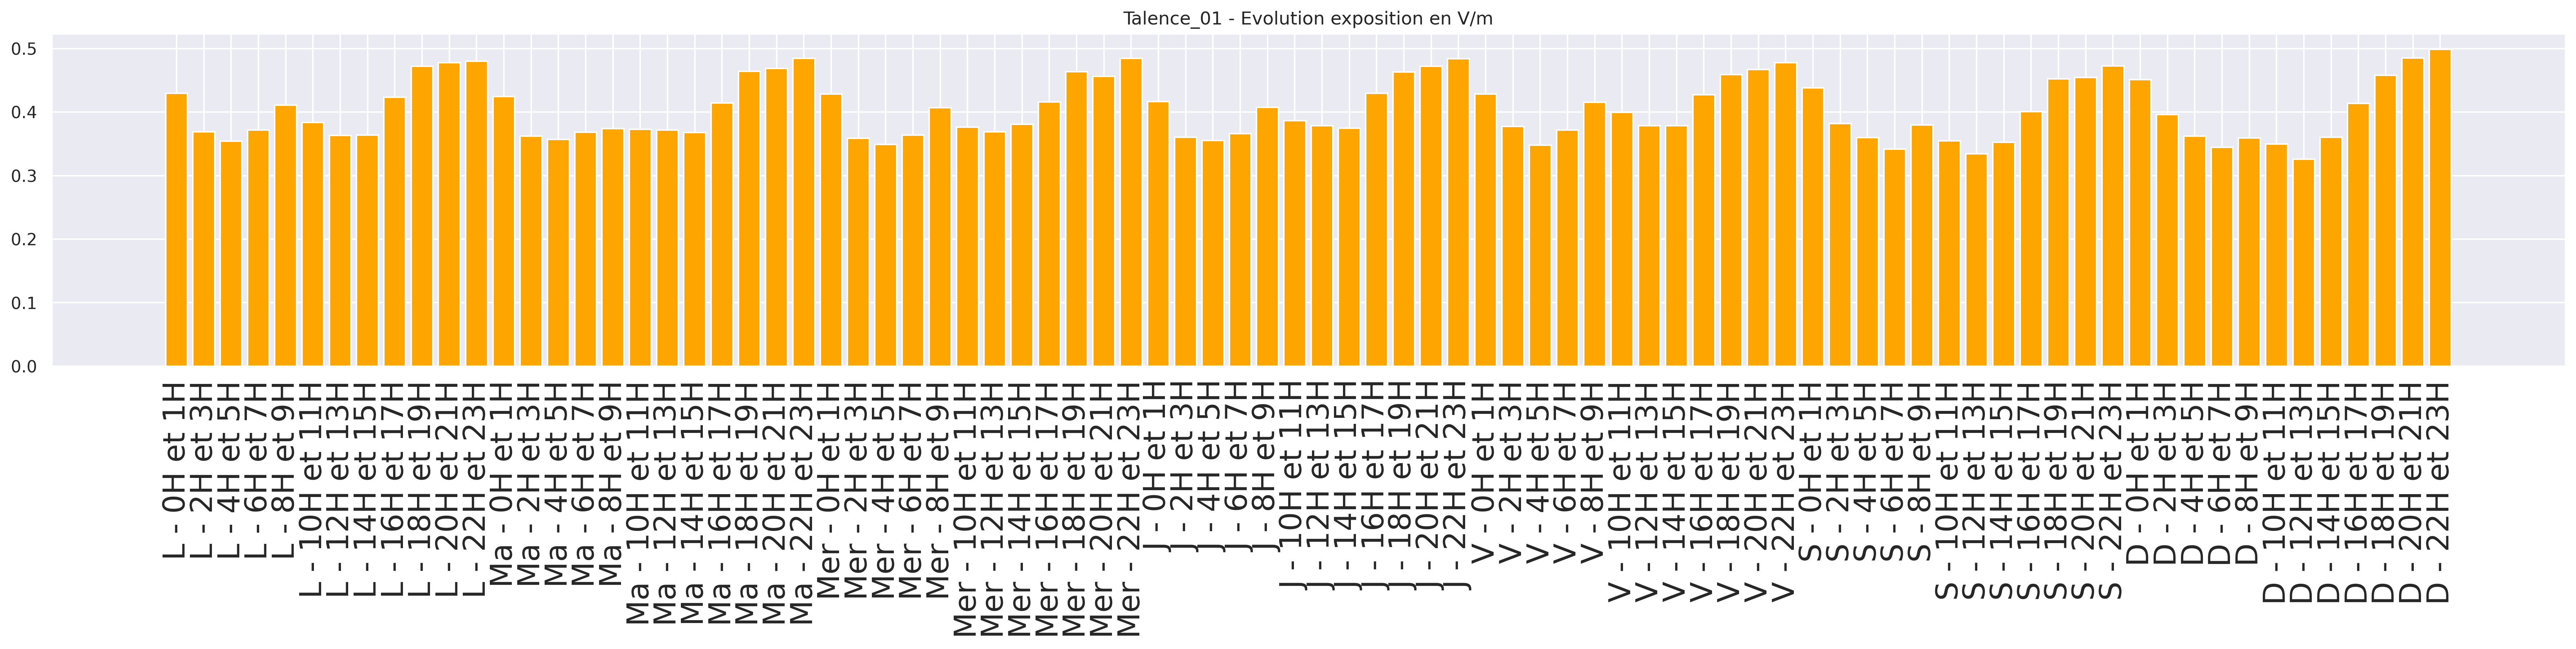 Talence_01 - Evolution exposition en V/m
0.5
0.4
0.3
0.2
0.1
0.0
L - 0H et 1H
L - 2H et 3H
L - 4H et 5H
L - 6H et 7H
L - 8H et 9H
L - 10H et 11H
L - 12H et 13H
L - 14H et 15H
L - 16H et 17H
L - 18H et 19H
L - 20H et 21H
L - 22H et 23H
Ma - 0H et 1H
Ma - 2H et 3H
Ma - 4H et 5H
Ma - 6H et 7H
Ma - 8H et 9H
Ma - 10H et 11H
Ma - 12H et 13H
Ma - 14H et 15H
Ma - 16H et 17H
Ma - 18H et 19H
Ma - 20H et 21H
Ma - 22H et 23H
Mer - 0H et 1H
Mer - 2H et 3H
Mer - 4H et 5H
Mer - 6H et 7H
Mer - 8H et 9H
Mer - 10H et 11H
Mer - 12H et 13H
Mer - 14H et 15H
Mer - 16H et 17H
Mer - 18H et 19H
Mer - 20H et 21H
Mer - 22H et 23H
J - 0H et 1H
J - 2H et 3H
J - 4H et 5H
J - 6H et 7H
J - 8H et 9H
J - 10H et 11H
J - 12H et 13H
J - 14H et 15H
J - 16H et 17H
J - 18H et 19H
J - 20H et 21H
J - 22H et 23H
V - 0H et 1H
V - 2H et 3H
V - 4H et 5H
V - 6H et 7H
V - 8H et 9H
V - 10H et 11H
V - 12H et 13H
V - 14H et 15H
V - 16H et 17H
V - 18H et 19H
V - 20H et 21H
V - 22H et 23H
S - 0H et 1H
S - 2H et 3H
S - 4H et 5H
S - 6H et 7H
S - 8H et 9H
S - 10H et 11H
S - 12H et 13H
S - 14H et 15H
S - 16H et 17H
S - 18H et 19H
S - 20H et 21H
S - 22H et 23H
D - 0H et 1H
D - 2H et 3H
D - 4H et 5H
D - 6H et 7H
D - 8H et 9H
D - 10H et 11H
D - 12H et 13H
D - 14H et 15H
D - 16H et 17H
D - 18H et 19H
D - 20H et 21H
D - 22H et 23H